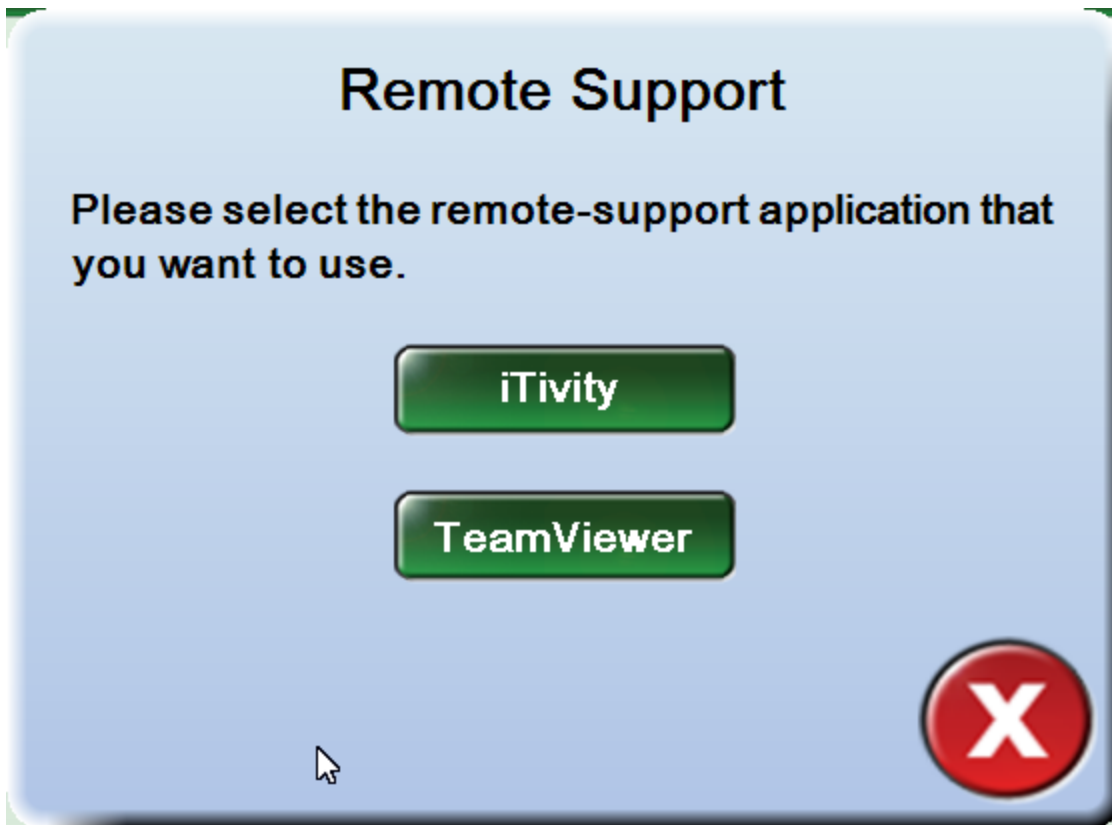 Remote Support
Please select the remote-support application that
you want to use.
iTivity
TeamViewer
X